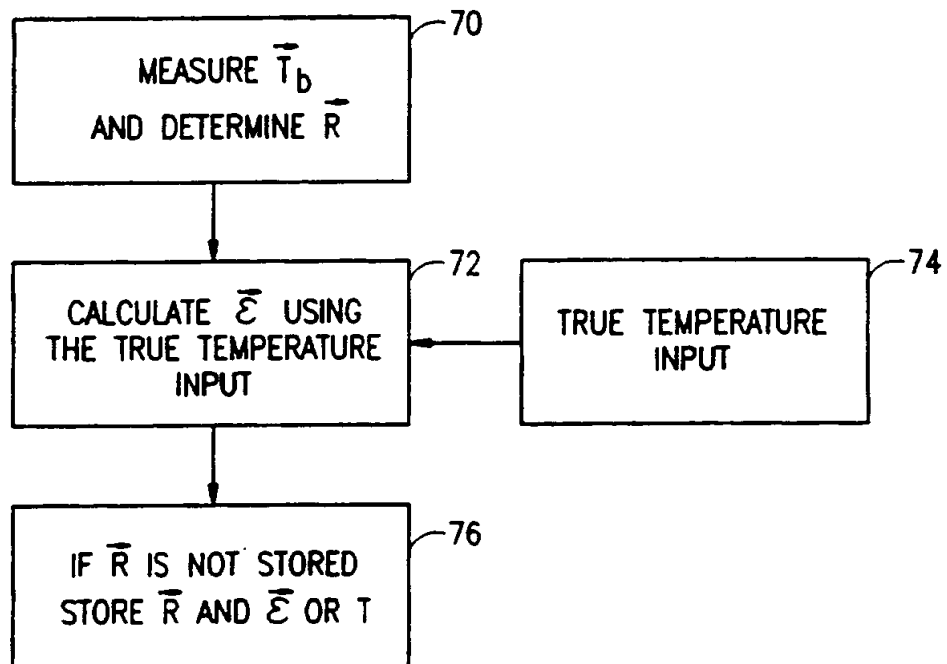 70
MEASURE T⃗b
AND DETERMINE R⃗
72
CALCULATE ε⃗ USING
THE TRUE TEMPERATURE
INPUT
74
TRUE TEMPERATURE
INPUT
76
IF R⃗ IS NOT STORED
STORE R⃗ AND ε⃗ OR T